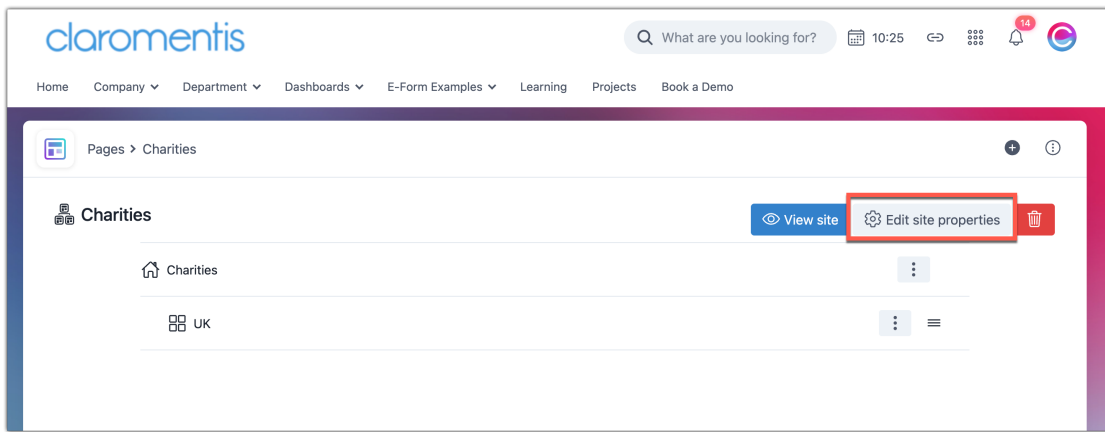 claromentis
What are you looking for?
10:25
14
Home Company Department Dashboards E-Form Examples Learning Projects Book a Demo
Pages > Charities
Charities
View site Edit site properties
Charities
UK